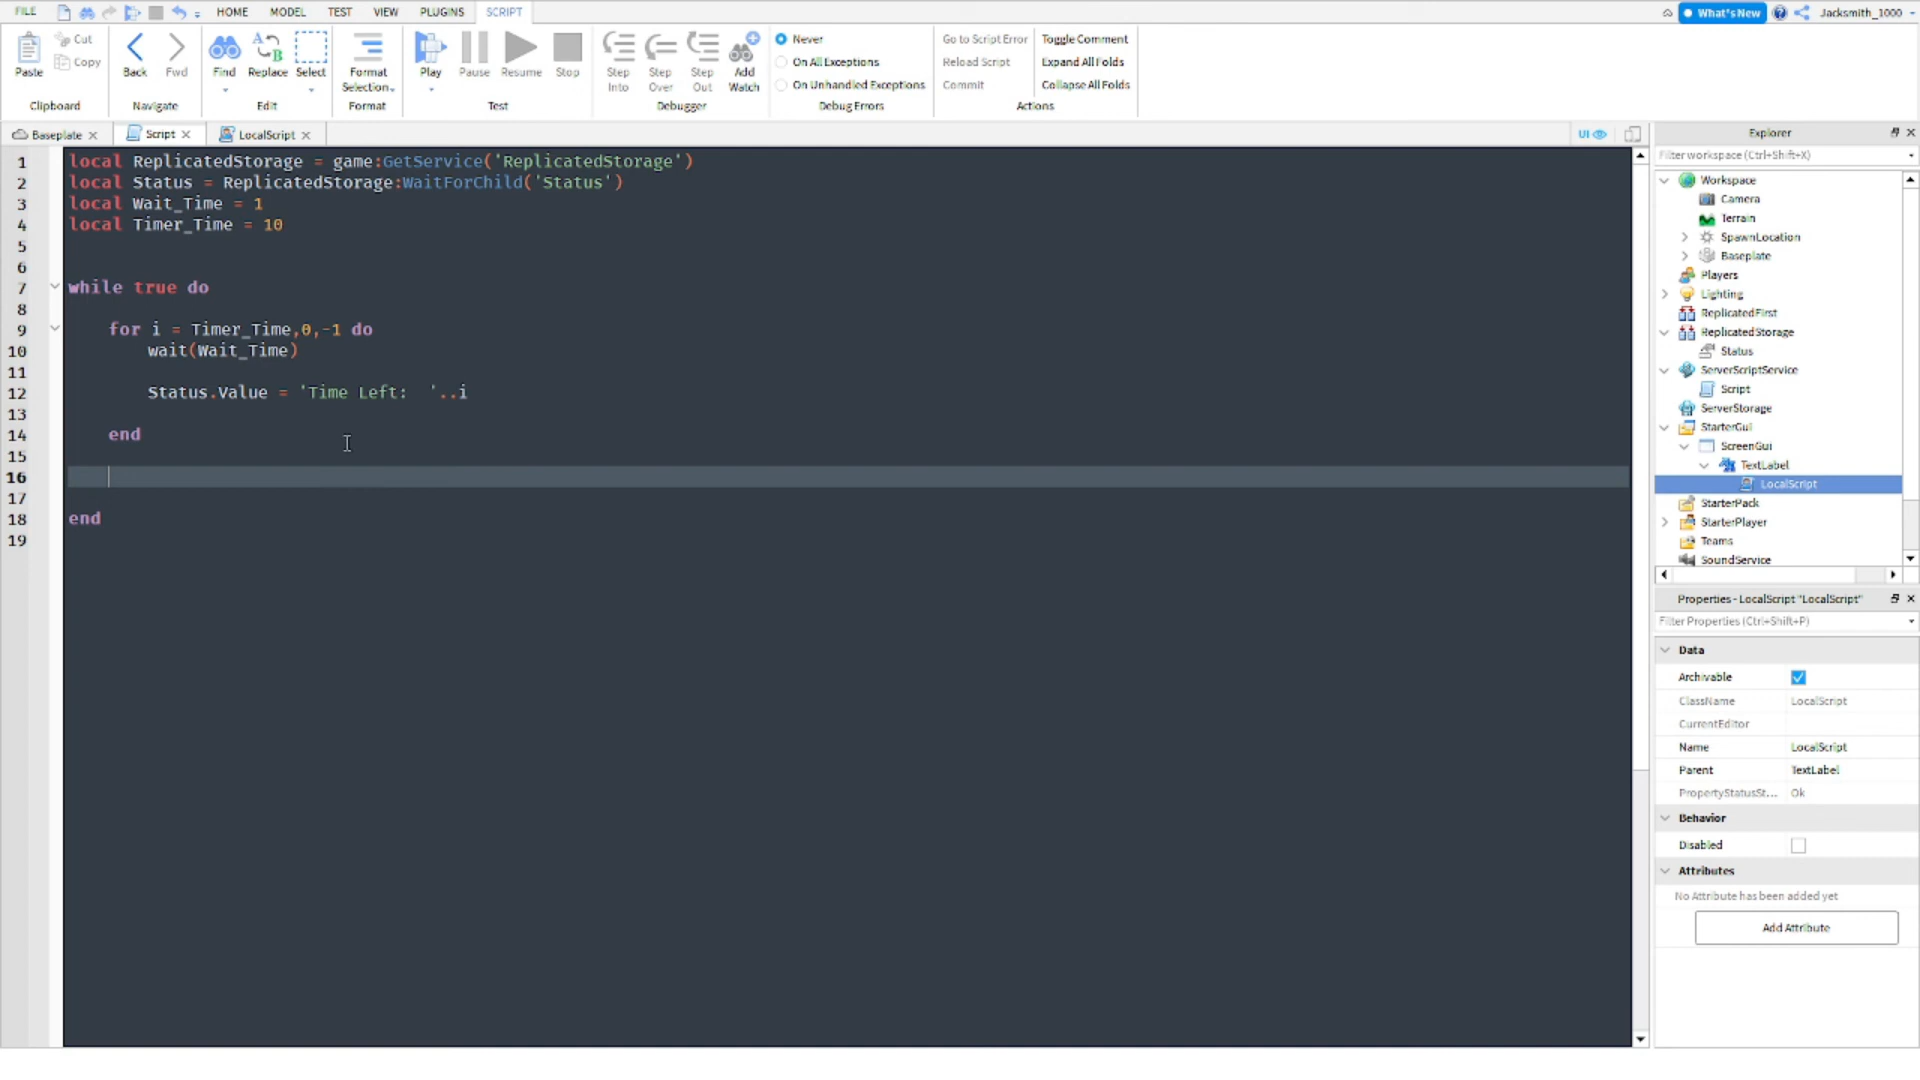 FILE HOME MODEL TEST VIEW PLUGINS SCRIPT What's New Jacksmith_1000
Paste Cut Copy
Clipboard
Back Fwd
Navigate
Find Replace Select
Edit
Format Selection
Format
Play Pause Resume Stop
Test
Step Into Step Over Step Out Add Watch
Debugger
Never
On All Exceptions
On Unhandled Exceptions
Debug Errors
Go to Script Error Toggle Comment
Reload Script Expand All Folds
Commit Collapse All Folds
Actions
Baseplate Script LocalScript UI
1 local ReplicatedStorage = game:GetService('ReplicatedStorage')
2 local Status = ReplicatedStorage:WaitForChild('Status')
3 local Wait_Time = 1
4 local Timer_Time = 10
5
6
7 while true do
8
9 for i = Timer_Time,0,-1 do
10 wait(Wait_Time)
11
12 Status.Value = 'Time Left:  '..i
13
14 end
15
16
17
18 end
19
Explorer
Filter workspace (Ctrl+Shift+X)
Workspace
Camera
Terrain
SpawnLocation
Baseplate
Players
Lighting
ReplicatedFirst
ReplicatedStorage
Status
ServerScriptService
Script
ServerStorage
StarterGui
ScreenGui
TextLabel
LocalScript
StarterPack
StarterPlayer
Teams
SoundService
Properties - LocalScript "LocalScript"
Filter Properties (Ctrl+Shift+P)
Data
Archivable
ClassName LocalScript
CurrentEditor
Name LocalScript
Parent TextLabel
PropertyStatusSt... Ok
Behavior
Disabled
Attributes
No Attribute has been added yet
Add Attribute